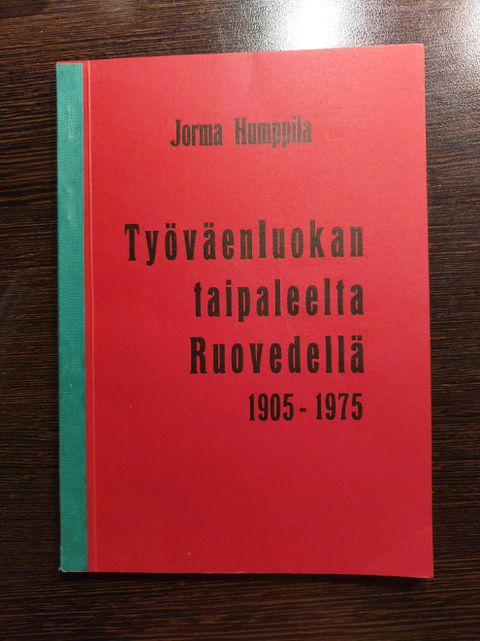 Jorma Humppila
Työväenluokan
taipaleelta
Ruovedellä
1905 - 1975